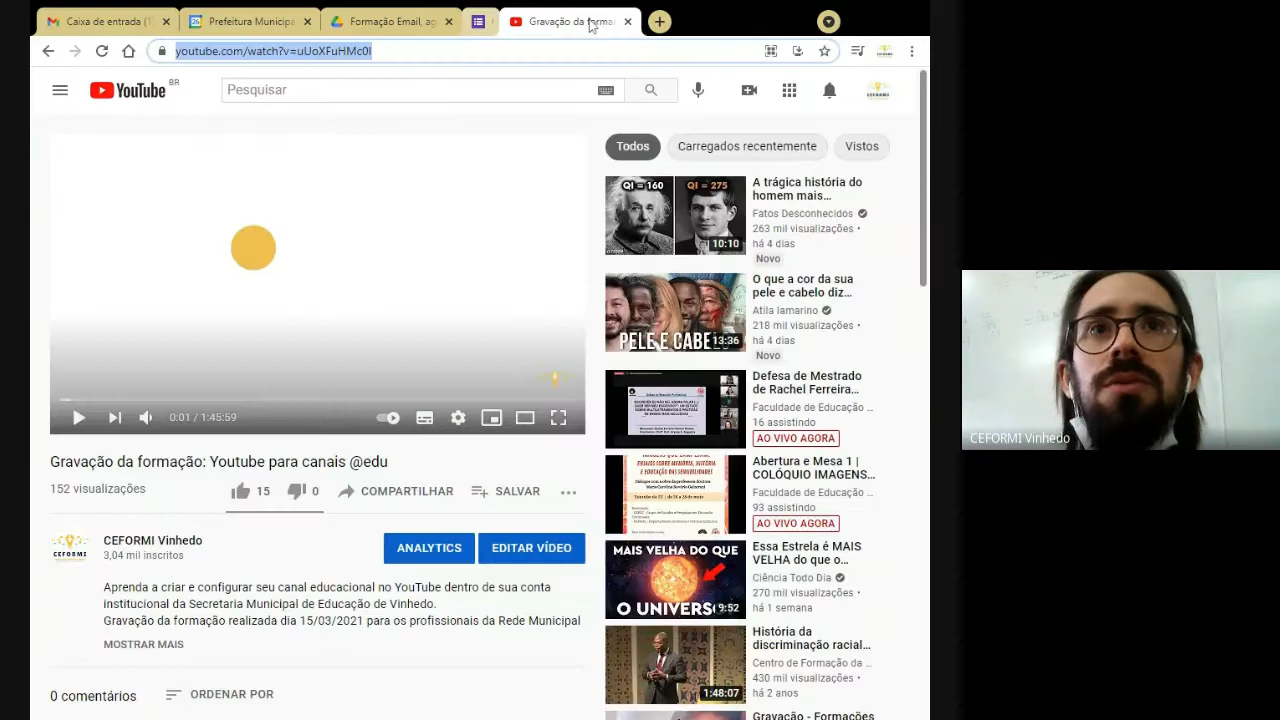 Caixa de entrada (1)
Prefeitura Municipa
Formação Email, ag
Gravação da forma
youtube.com/watch?v=uUoXFuHMc0I
YouTube BR
Pesquisar
0:01 / 1:45:59
Gravação da formação: Youtube para canais @edu
152 visualizações
15
0
COMPARTILHAR
SALVAR
CEFORMI
CEFORMI Vinhedo
3,04 mil inscritos
ANALYTICS
EDITAR VÍDEO
Aprenda a criar e configurar seu canal educacional no YouTube dentro de sua conta
institucional da Secretaria Municipal de Educação de Vinhedo.
Gravação da formação realizada dia 15/03/2021 para os profissionais da Rede Municipal
MOSTRAR MAIS
0 comentários
ORDENAR POR
Todos
Carregados recentemente
Vistos
QI = 160
QI = 275
10:10
A trágica história do
homem mais...
Fatos Desconhecidos
263 mil visualizações •
há 4 dias
Novo
PELE E CABE
13:36
O que a cor da sua
pele e cabelo diz...
Atila Iamarino
218 mil visualizações •
há 4 dias
Novo
Defesa de Mestrado
de Rachel Ferreira...
Faculdade de Educação ...
16 assistindo
AO VIVO AGORA
Abertura e Mesa 1 |
COLÓQUIO IMAGENS...
Faculdade de Educação ...
93 assistindo
AO VIVO AGORA
MAIS VELHA DO QUE
O UNIVERS
9:52
Essa Estrela é MAIS
VELHA do que o...
Ciência Todo Dia
270 mil visualizações •
há 1 semana
1:48:07
História da
discriminação racial...
Centro de Formação da ...
430 mil visualizações •
há 2 anos
Gravação - Formações
CEFORMI Vinhedo